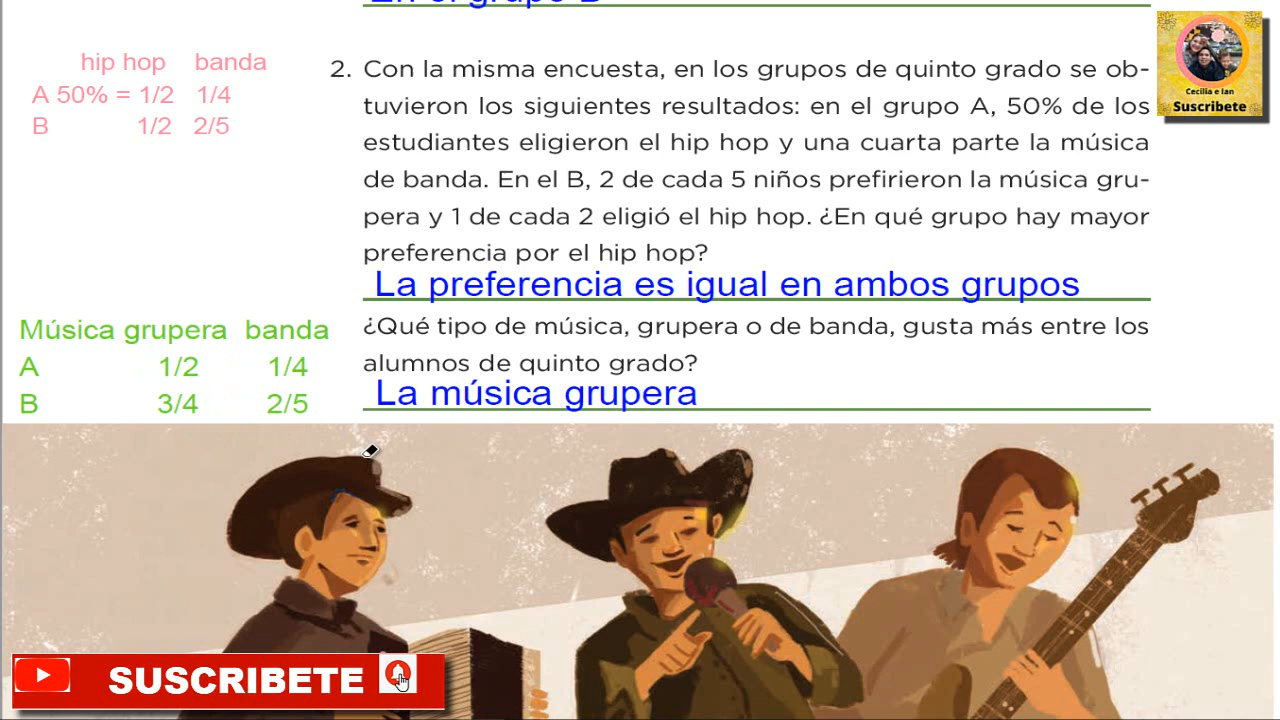 En el grupo B
hip hop banda
A 50% = 1/2 1/4
B 1/2 2/5
2. Con la misma encuesta, en los grupos de quinto grado se ob-
tuvieron los siguientes resultados: en el grupo A, 50% de los
estudiantes eligieron el hip hop y una cuarta parte la música
de banda. En el B, 2 de cada 5 niños prefirieron la música gru-
pera y 1 de cada 2 eligió el hip hop. ¿En qué grupo hay mayor
preferencia por el hip hop?
La preferencia es igual en ambos grupos
Música grupera banda
A 1/2 1/4
B 3/4 2/5
¿Qué tipo de música, grupera o de banda, gusta más entre los
alumnos de quinto grado?
La música grupera
Cecilia e Ian
Suscribete
SUSCRIBETE